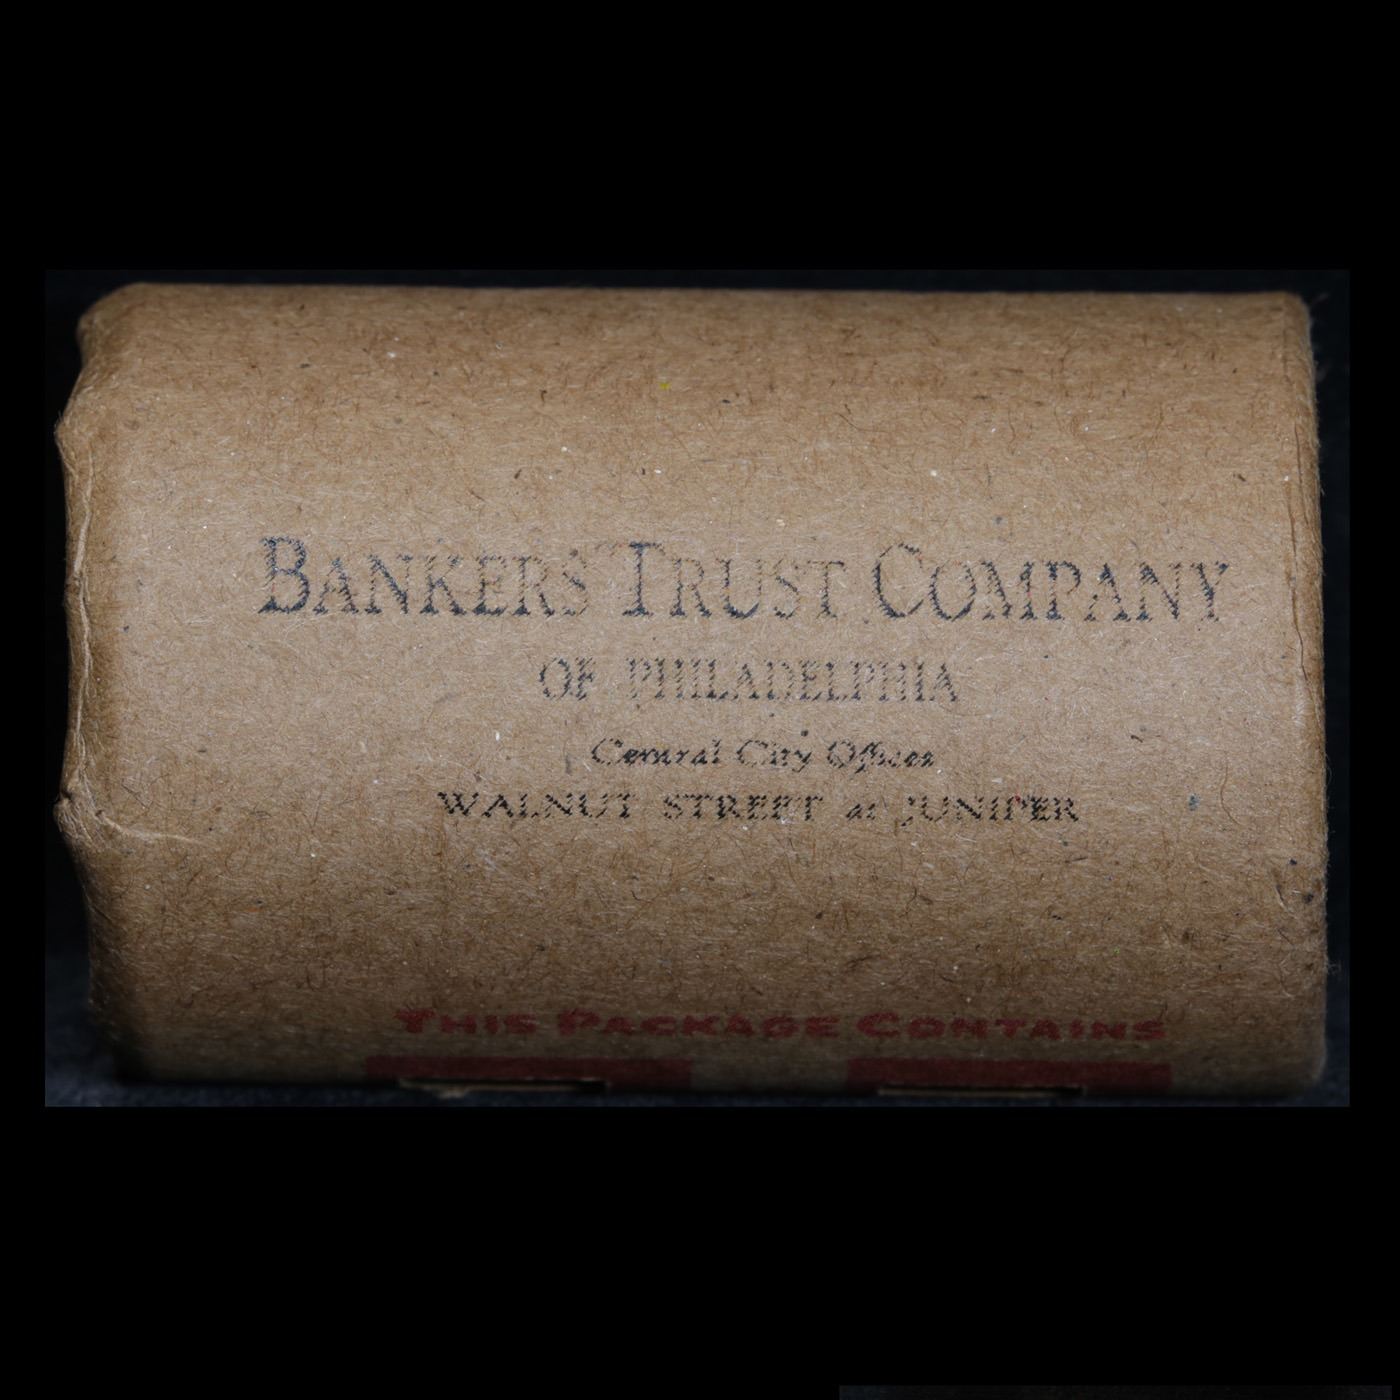 BANKERS TRUST COMPANY
OF PHILADELPHIA
Central City Offices
WALNUT STREET at JUNIPER
THIS PACKAGE CONTAINS